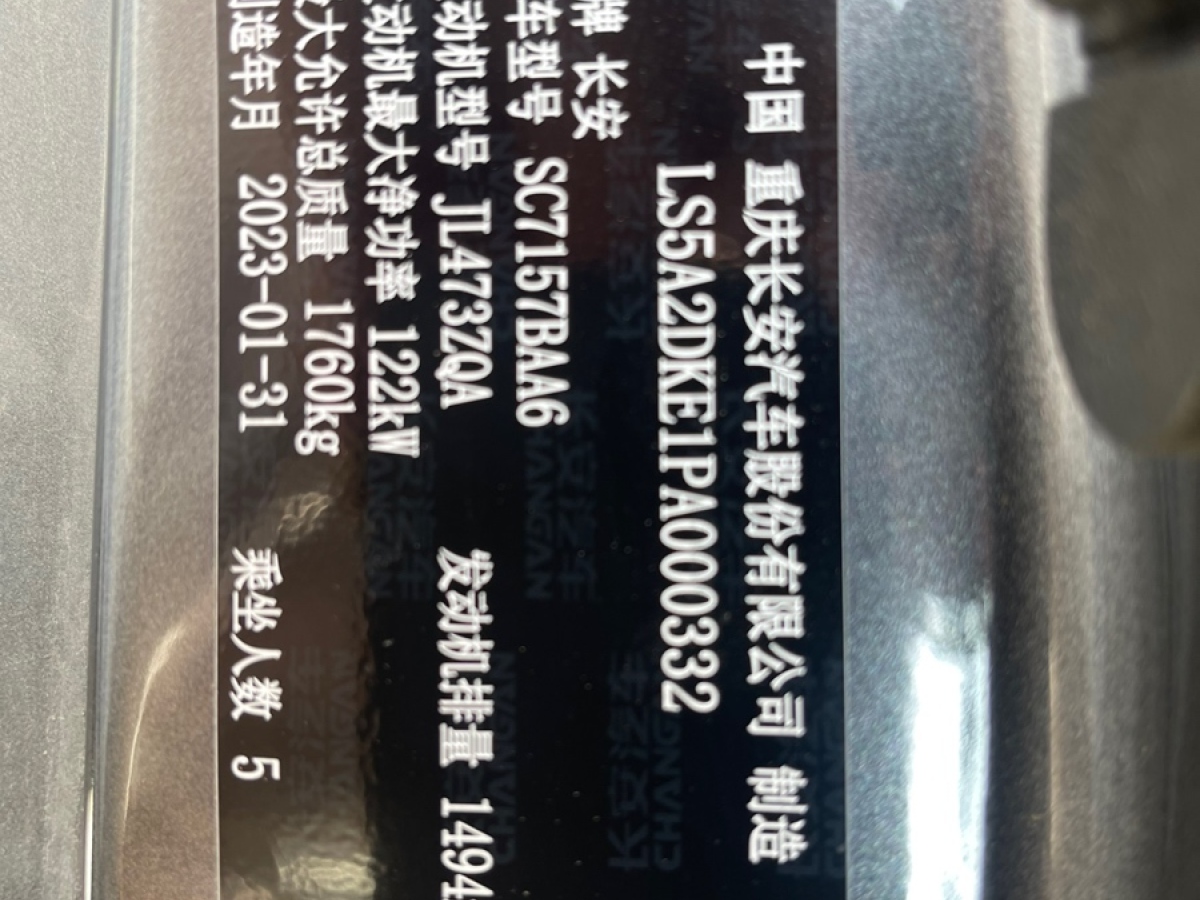 中国 重庆长安汽车股份有限公司 制造
LS5A2DKE1PA000332
牌 长安
车型号 SC7157BAA6
动机型号 JL473ZQA 发动机排量 149
动机最大净功率 122kW
大允许总质量 1760kg
造年月 2023-01-31 乘坐人数 5